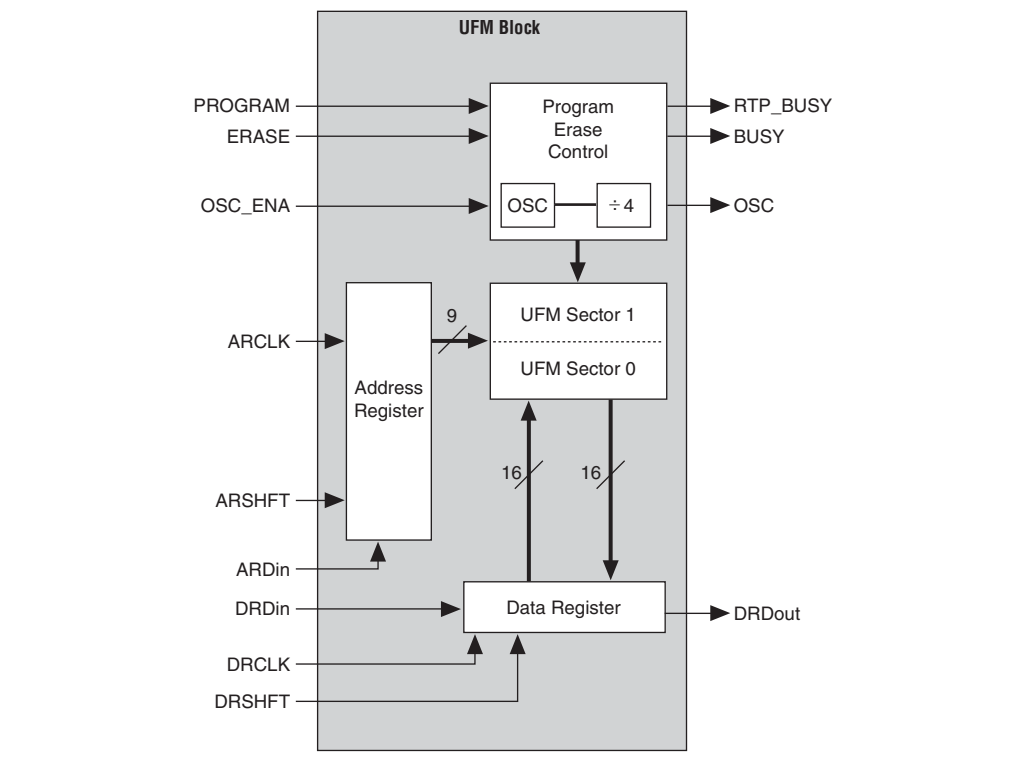 UFM Block
PROGRAM
ERASE
OSC_ENA
Program
Erase
Control
OSC
÷ 4
RTP_BUSY
BUSY
OSC
UFM Sector 1
UFM Sector 0
9
ARCLK
Address
Register
ARSHFT
ARDin
16
16
DRDin
Data Register
DRDout
DRCLK
DRSHFT